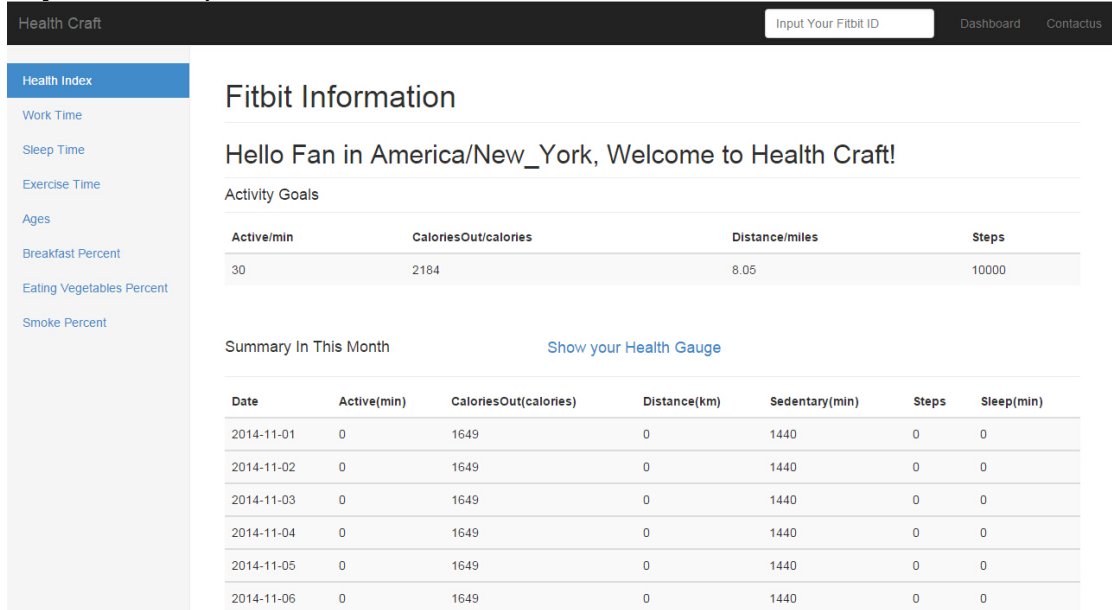 Health Craft
Input Your Fitbit ID
Dashboard Contactus
Health Index
Work Time
Sleep Time
Exercise Time
Ages
Breakfast Percent
Eating Vegetables Percent
Smoke Percent
Fitbit Information
Hello Fan in America/New_York, Welcome to Health Craft!
Activity Goals
Active/min CaloriesOut/calories Distance/miles Steps
30 2184 8.05 10000
Summary In This Month Show your Health Gauge
Date Active(min) CaloriesOut(calories) Distance(km) Sedentary(min) Steps Sleep(min)
2014-11-01 0 1649 0 1440 0 0
2014-11-02 0 1649 0 1440 0 0
2014-11-03 0 1649 0 1440 0 0
2014-11-04 0 1649 0 1440 0 0
2014-11-05 0 1649 0 1440 0 0
2014-11-06 0 1649 0 1440 0 0